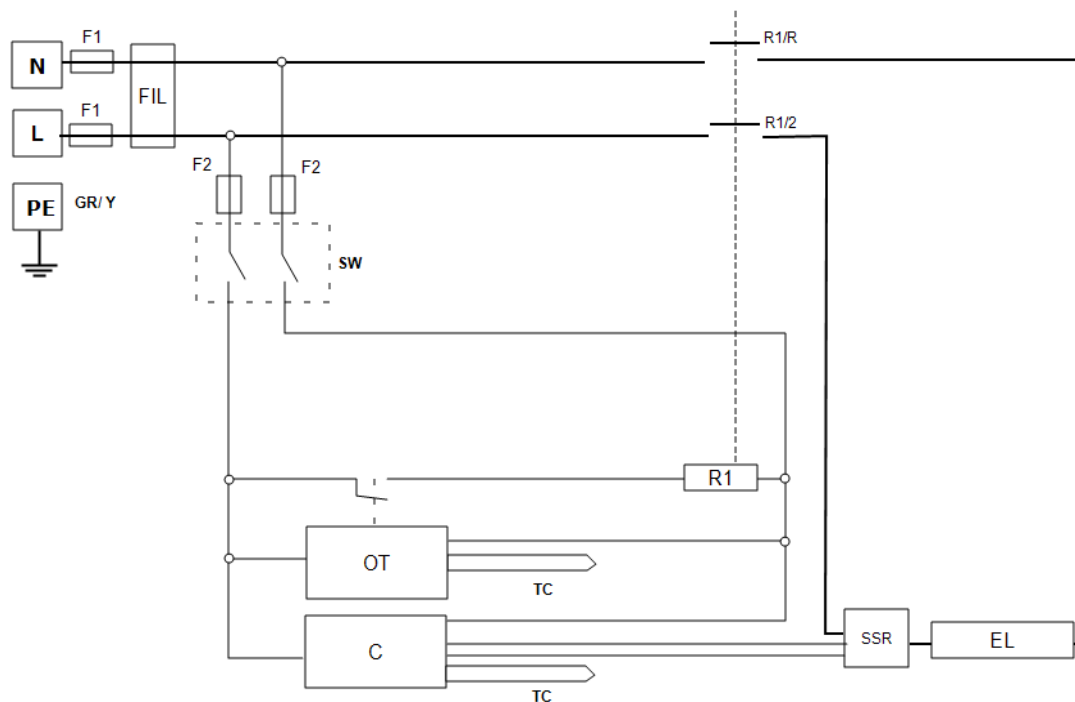 F1
R1/R
N
FIL
F1
L
R1/2
F2
F2
PE
GR/ Y
SW
R1
OT
TC
C
SSR
EL
TC